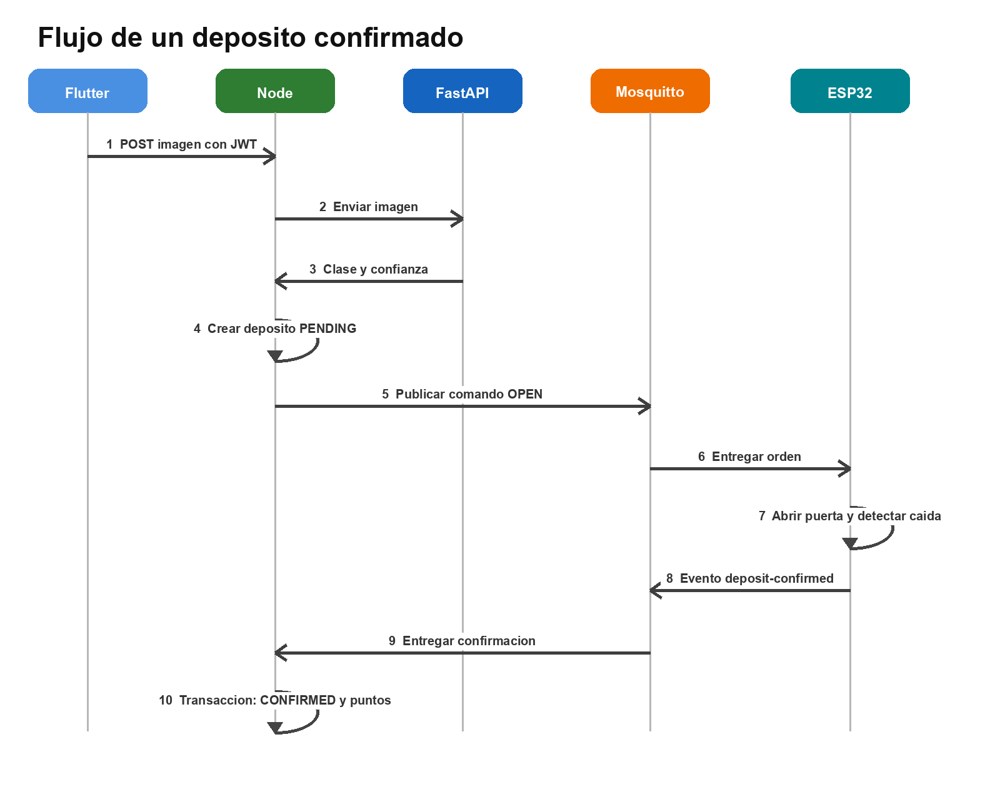 Flujo de un deposito confirmado
Flutter
Node
FastAPI
Mosquitto
ESP32
1  POST imagen con JWT
2  Enviar imagen
3  Clase y confianza
4  Crear deposito PENDING
5  Publicar comando OPEN
6  Entregar orden
7  Abrir puerta y detectar caida
8  Evento deposit-confirmed
9  Entregar confirmacion
10  Transaccion: CONFIRMED y puntos